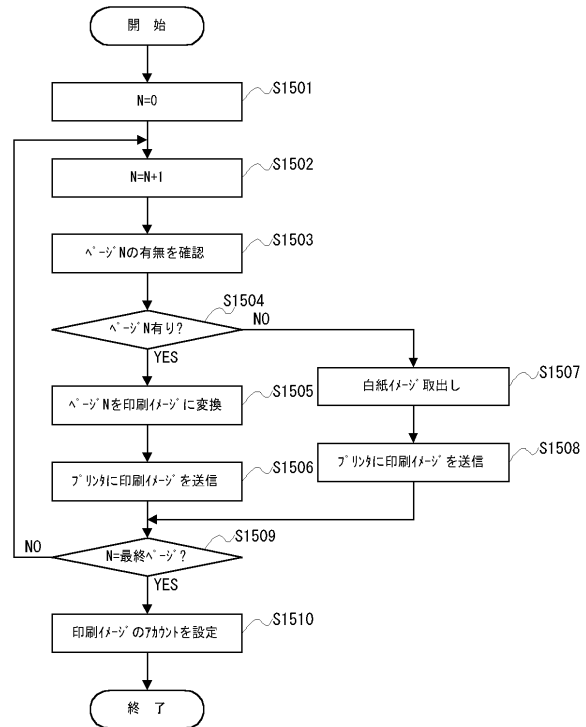 開 始
N=0
S1501
N=N+1
S1502
ﾍﾟｰｼﾞNの有無を確認
S1503
ﾍﾟｰｼﾞN有り?
S1504
NO
YES
ﾍﾟｰｼﾞNを印刷ｲﾒｰｼﾞに変換
S1505
白紙ｲﾒｰｼﾞ取出し
S1507
ﾌﾟﾘﾝﾀに印刷ｲﾒｰｼﾞを送信
S1506
ﾌﾟﾘﾝﾀに印刷ｲﾒｰｼﾞを送信
S1508
N=最終ﾍﾟｰｼﾞ?
S1509
NO
YES
印刷ｲﾒｰｼﾞのｱｶｳﾝﾄを設定
S1510
終 了